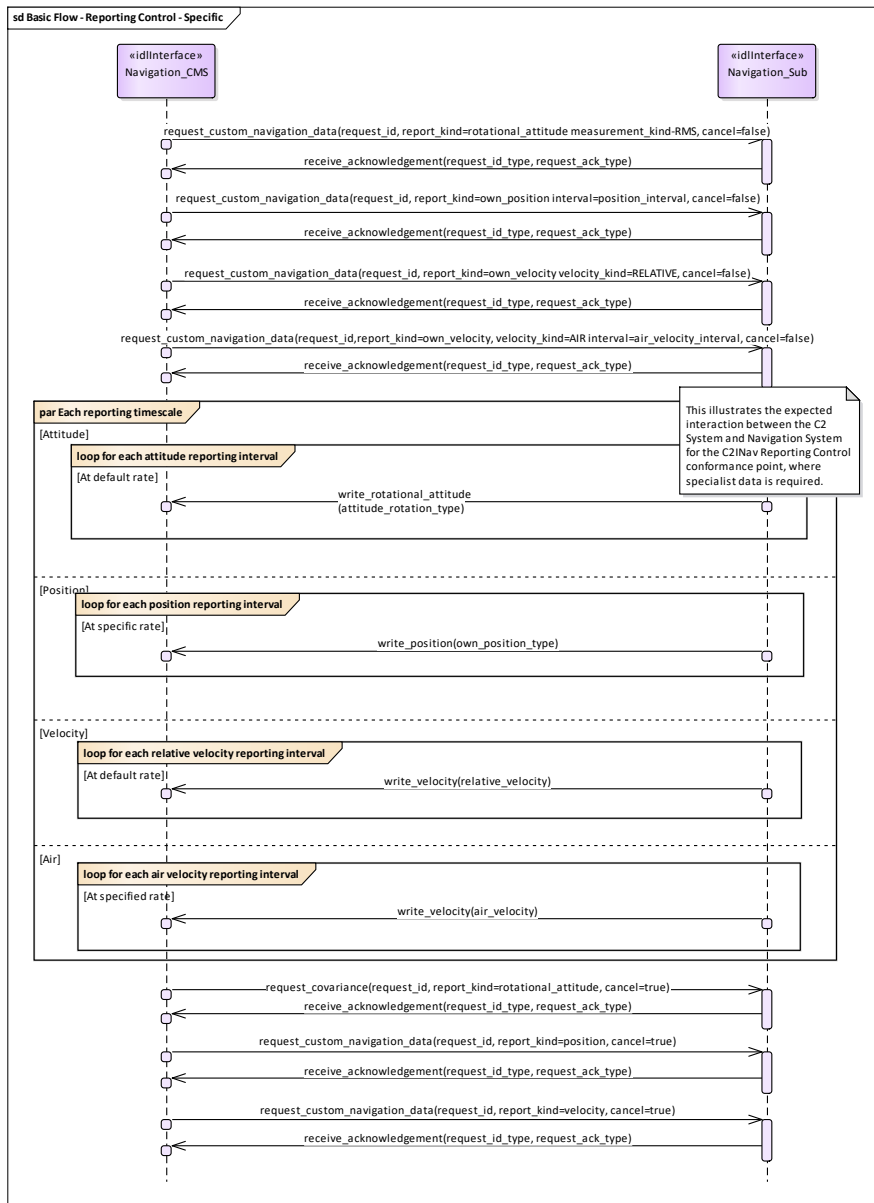 sd Basic Flow - Reporting Control - Specific
«idlInterface»
Navigation_CMS
«idlInterface»
Navigation_Sub
request_custom_navigation_data(request_id, report_kind=rotational_attitude measurement_kind-RMS, cancel=false)
receive_acknowledgement(request_id_type, request_ack_type)
request_custom_navigation_data(request_id, report_kind=own_position interval=position_interval, cancel=false)
receive_acknowledgement(request_id_type, request_ack_type)
request_custom_navigation_data(request_id, report_kind=own_velocity velocity_kind=RELATIVE, cancel=false)
receive_acknowledgement(request_id_type, request_ack_type)
request_custom_navigation_data(request_id,report_kind=own_velocity, velocity_kind=AIR interval=air_velocity_interval, cancel=false)
receive_acknowledgement(request_id_type, request_ack_type)
This illustrates the expected
interaction between the C2
System and Navigation System
for the C2INav Reporting Control
conformance point, where
specialist data is required.
par Each reporting timescale
[Attitude]
loop for each attitude reporting interval
[At default rate]
write_rotational_attitude
(attitude_rotation_type)
[Position]
loop for each position reporting interval
[At specific rate]
write_position(own_position_type)
[Velocity]
loop for each relative velocity reporting interval
[At default rate]
write_velocity(relative_velocity)
[Air]
loop for each air velocity reporting interval
[At specified rate]
write_velocity(air_velocity)
request_covariance(request_id, report_kind=rotational_attitude, cancel=true)
receive_acknowledgement(request_id_type, request_ack_type)
request_custom_navigation_data(request_id, report_kind=position, cancel=true)
receive_acknowledgement(request_id_type, request_ack_type)
request_custom_navigation_data(request_id, report_kind=velocity, cancel=true)
receive_acknowledgement(request_id_type, request_ack_type)